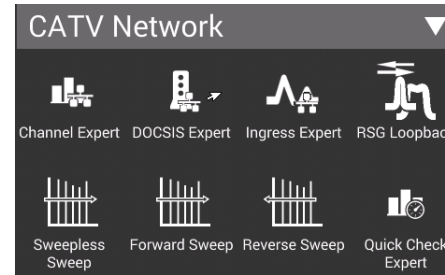 CATV Network
Channel Expert DOCSIS Expert Ingress Expert RSG Loopbac
Sweepless Forward Sweep Reverse Sweep Quick Check
Sweep Expert